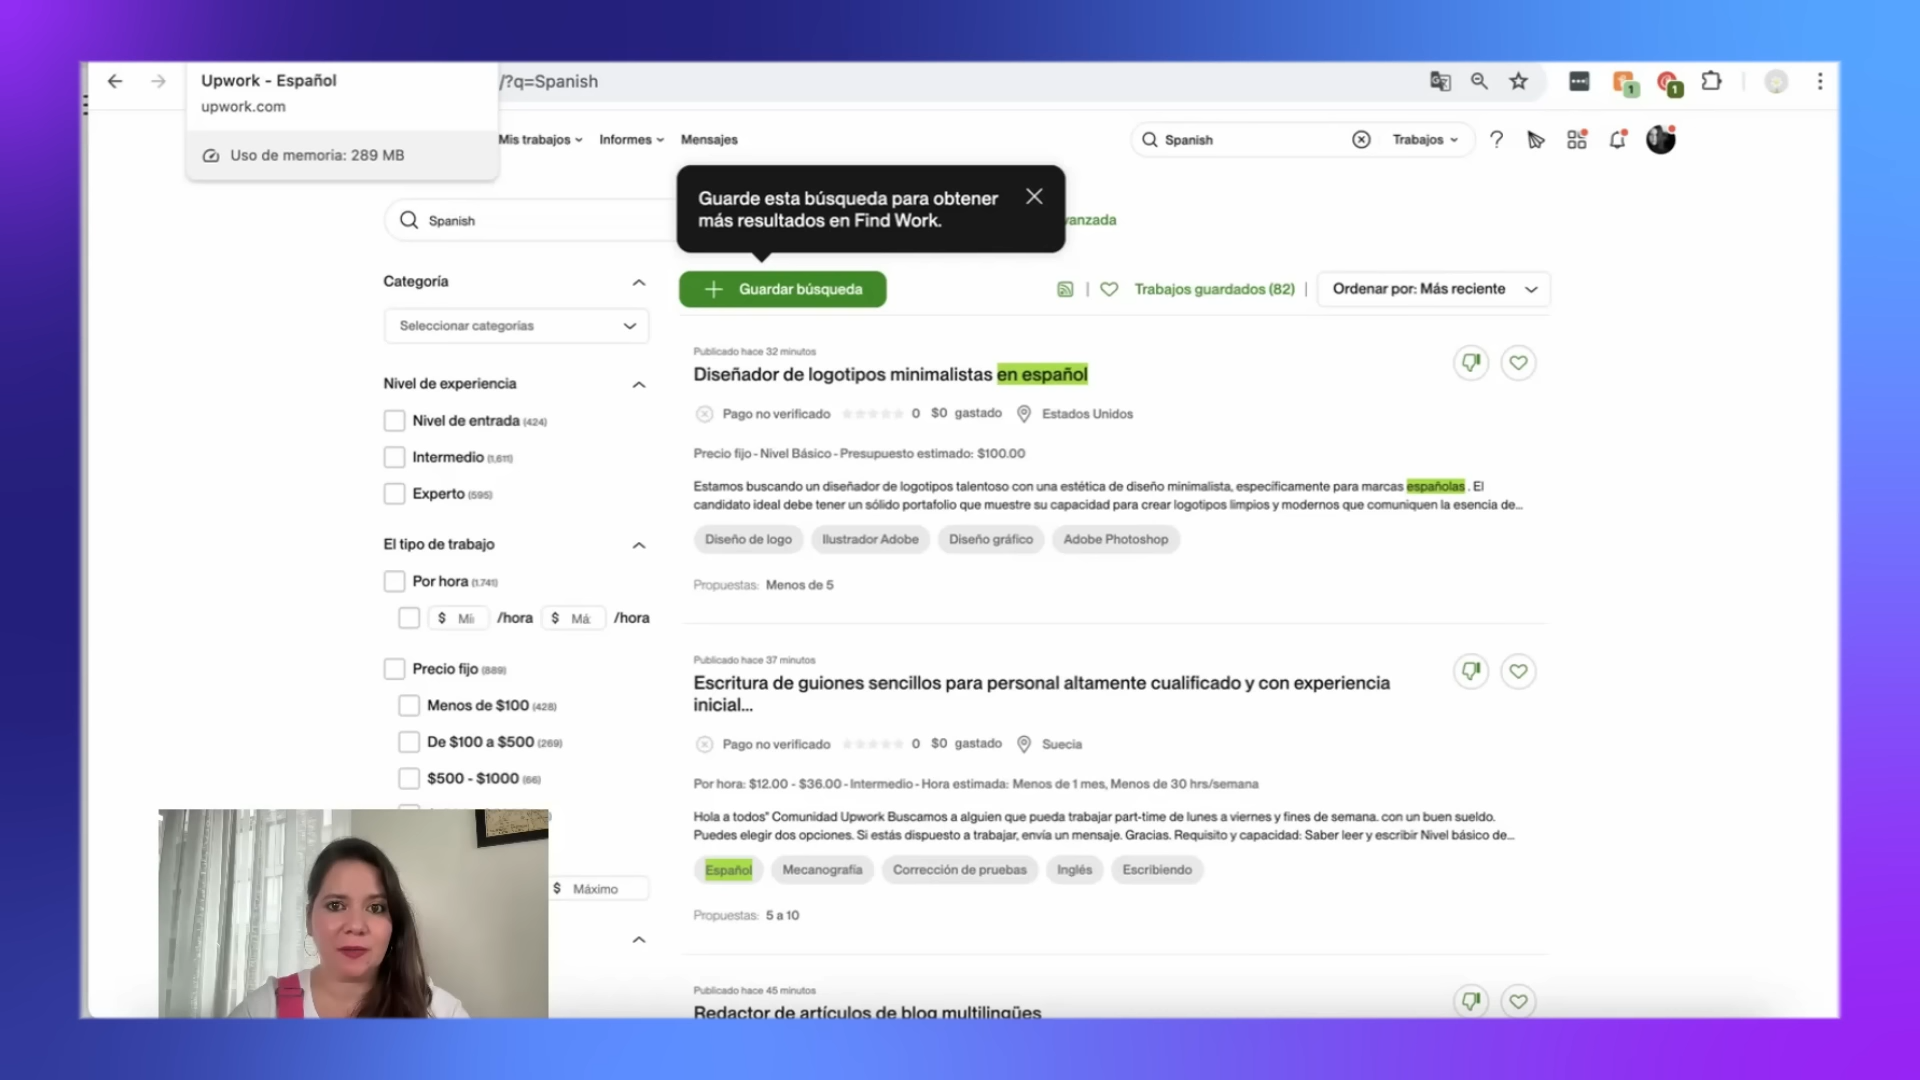 Upwork - Español
upwork.com
Uso de memoria: 289 MB
/?q=Spanish
1
1
Mis trabajos
Informes
Mensajes
Spanish
Trabajos
Spanish
Guarde esta búsqueda para obtener
más resultados en Find Work.
vanzada
Categoría
Seleccionar categorías
Nivel de experiencia
Nivel de entrada (424)
Intermedio (1,611)
Experto (595)
El tipo de trabajo
Por hora (1.741)
$ Mí /hora $ Má: /hora
Precio fijo (889)
Menos de $100 (428)
De $100 a $500 (269)
$500 - $1000 (66)
$ Máximo
Guardar búsqueda
Trabajos guardados (82)
Ordenar por: Más reciente
Publicado hace 32 minutos
Diseñador de logotipos minimalistas en español
Pago no verificado 0 $0 gastado Estados Unidos
Precio fijo - Nivel Básico - Presupuesto estimado: $100.00
Estamos buscando un diseñador de logotipos talentoso con una estética de diseño minimalista, específicamente para marcas españolas . El
candidato ideal debe tener un sólido portafolio que muestre su capacidad para crear logotipos limpios y modernos que comuniquen la esencia de...
Diseño de logo
Ilustrador Adobe
Diseño gráfico
Adobe Photoshop
Propuestas: Menos de 5
Publicado hace 37 minutos
Escritura de guiones sencillos para personal altamente cualificado y con experiencia
inicial...
Pago no verificado 0 $0 gastado Suecia
Por hora: $12.00 - $36.00 - Intermedio - Hora estimada: Menos de 1 mes, Menos de 30 hrs/semana
Hola a todos" Comunidad Upwork Buscamos a alguien que pueda trabajar part-time de lunes a viernes y fines de semana. con un buen sueldo.
Puedes elegir dos opciones. Si estás dispuesto a trabajar, envía un mensaje. Gracias. Requisito y capacidad: Saber leer y escribir Nivel básico de...
Español
Mecanografía
Corrección de pruebas
Inglés
Escribiendo
Propuestas: 5 a 10
Publicado hace 45 minutos
Redactor de artículos de blog multilingües